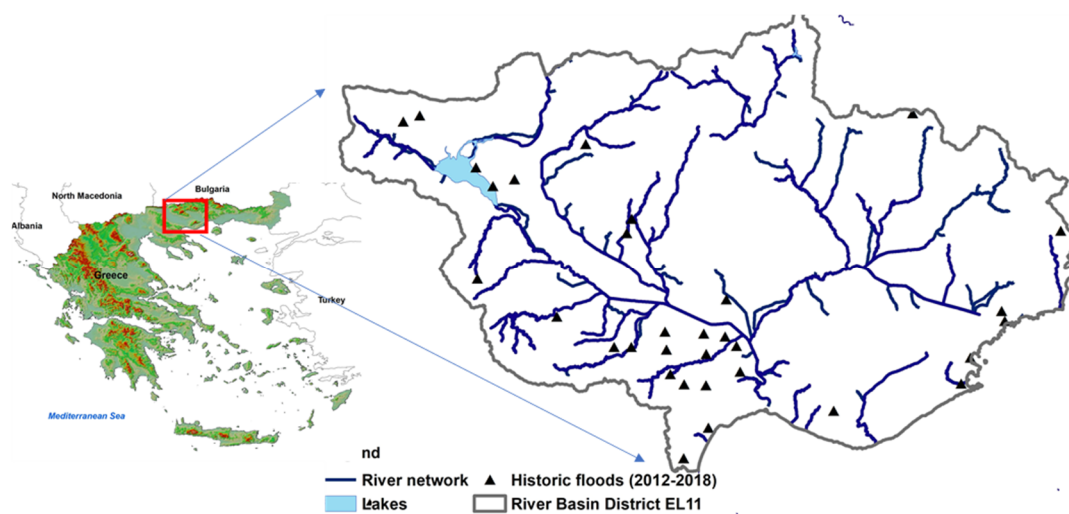 North Macedonia
Bulgaria
Albania
Greece
Turkey
Mediterranean Sea
nd
River network
Historic floods (2012-2018)
Lakes
River Basin District EL11